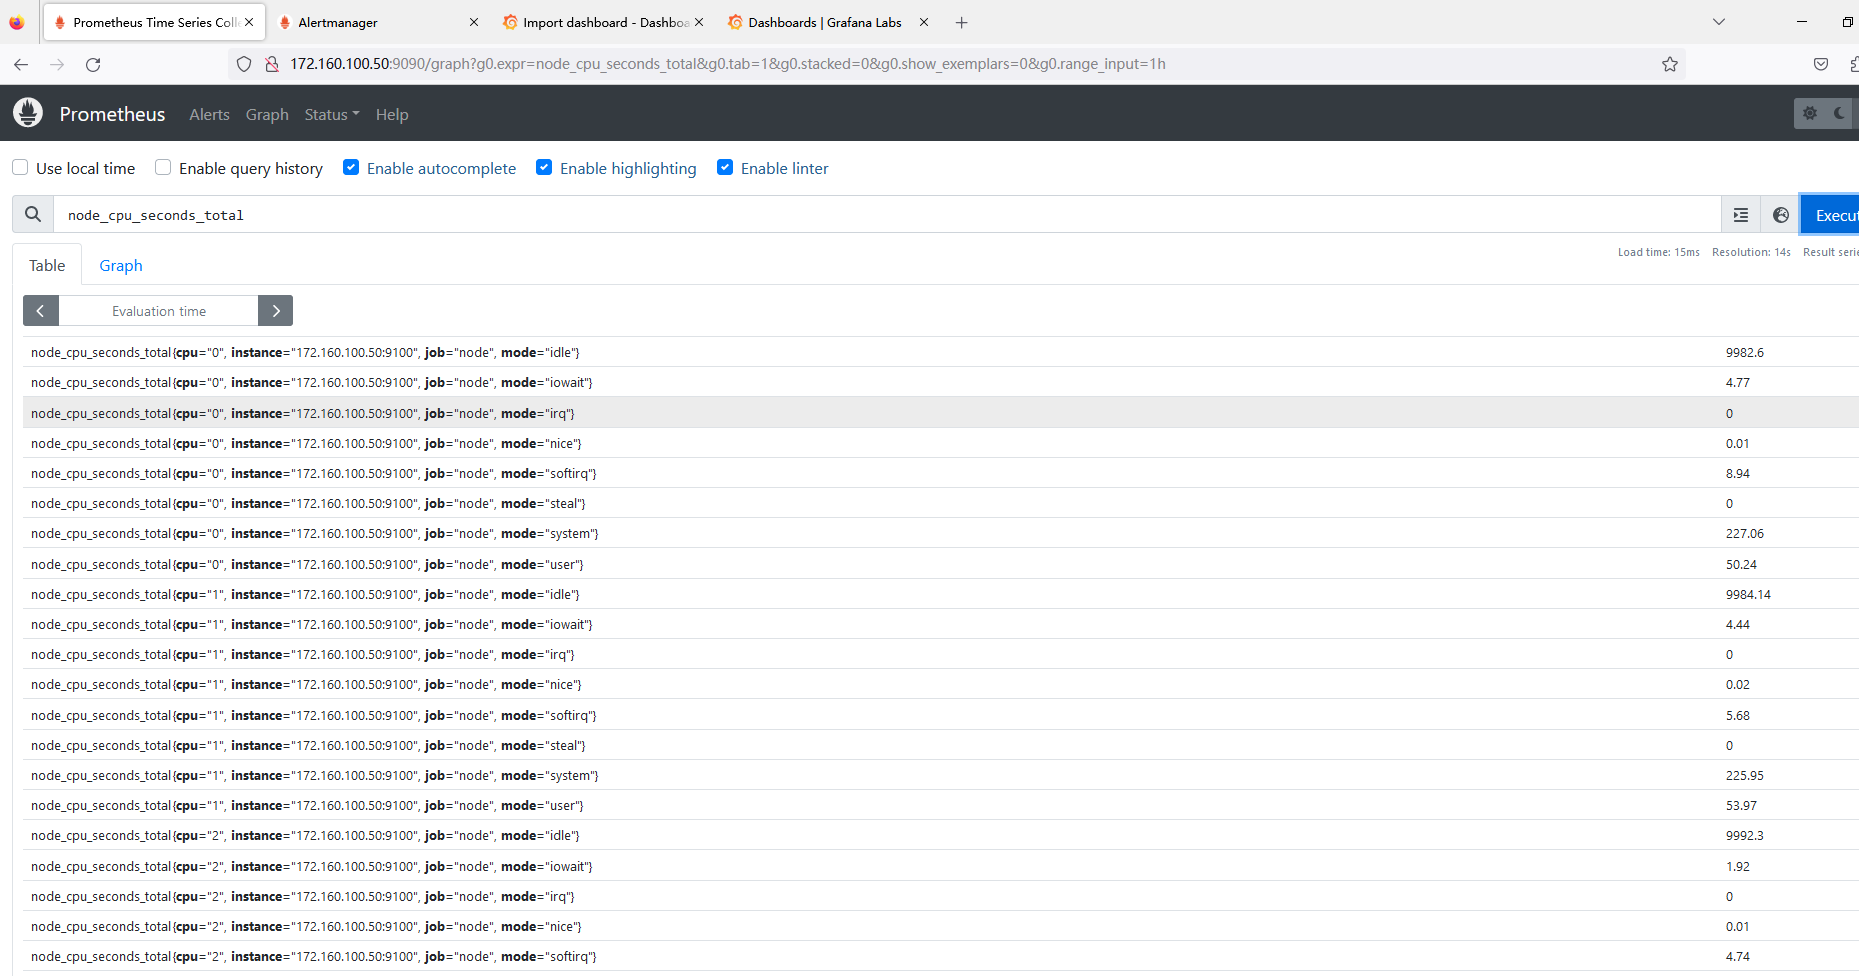 Prometheus Time Series Colle
Alertmanager
Import dashboard - Dashboa
Dashboards | Grafana Labs
172.160.100.50:9090/graph?g0.expr=node_cpu_seconds_total&g0.tab=1&g0.stacked=0&g0.show_exemplars=0&g0.range_input=1h
Prometheus Alerts Graph Status Help
Use local time Enable query history Enable autocomplete Enable highlighting Enable linter
node_cpu_seconds_total Execut
Table Graph Load time: 15ms Resolution: 14s Result serie
Evaluation time
node_cpu_seconds_total{cpu="0", instance="172.160.100.50:9100", job="node", mode="idle"} 9982.6
node_cpu_seconds_total{cpu="0", instance="172.160.100.50:9100", job="node", mode="iowait"} 4.77
node_cpu_seconds_total{cpu="0", instance="172.160.100.50:9100", job="node", mode="irq"} 0
node_cpu_seconds_total{cpu="0", instance="172.160.100.50:9100", job="node", mode="nice"} 0.01
node_cpu_seconds_total{cpu="0", instance="172.160.100.50:9100", job="node", mode="softirq"} 8.94
node_cpu_seconds_total{cpu="0", instance="172.160.100.50:9100", job="node", mode="steal"} 0
node_cpu_seconds_total{cpu="0", instance="172.160.100.50:9100", job="node", mode="system"} 227.06
node_cpu_seconds_total{cpu="0", instance="172.160.100.50:9100", job="node", mode="user"} 50.24
node_cpu_seconds_total{cpu="1", instance="172.160.100.50:9100", job="node", mode="idle"} 9984.14
node_cpu_seconds_total{cpu="1", instance="172.160.100.50:9100", job="node", mode="iowait"} 4.44
node_cpu_seconds_total{cpu="1", instance="172.160.100.50:9100", job="node", mode="irq"} 0
node_cpu_seconds_total{cpu="1", instance="172.160.100.50:9100", job="node", mode="nice"} 0.02
node_cpu_seconds_total{cpu="1", instance="172.160.100.50:9100", job="node", mode="softirq"} 5.68
node_cpu_seconds_total{cpu="1", instance="172.160.100.50:9100", job="node", mode="steal"} 0
node_cpu_seconds_total{cpu="1", instance="172.160.100.50:9100", job="node", mode="system"} 225.95
node_cpu_seconds_total{cpu="1", instance="172.160.100.50:9100", job="node", mode="user"} 53.97
node_cpu_seconds_total{cpu="2", instance="172.160.100.50:9100", job="node", mode="idle"} 9992.3
node_cpu_seconds_total{cpu="2", instance="172.160.100.50:9100", job="node", mode="iowait"} 1.92
node_cpu_seconds_total{cpu="2", instance="172.160.100.50:9100", job="node", mode="irq"} 0
node_cpu_seconds_total{cpu="2", instance="172.160.100.50:9100", job="node", mode="nice"} 0.01
node_cpu_seconds_total{cpu="2", instance="172.160.100.50:9100", job="node", mode="softirq"} 4.74